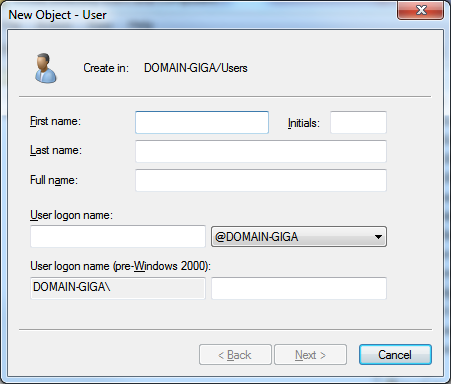 New Object - User
Create in: DOMAIN-GIGA/Users
First name: Initials:
Last name:
Full name:
User logon name:
@DOMAIN-GIGA
User logon name (pre-Windows 2000):
DOMAIN-GIGA\
< Back Next > Cancel